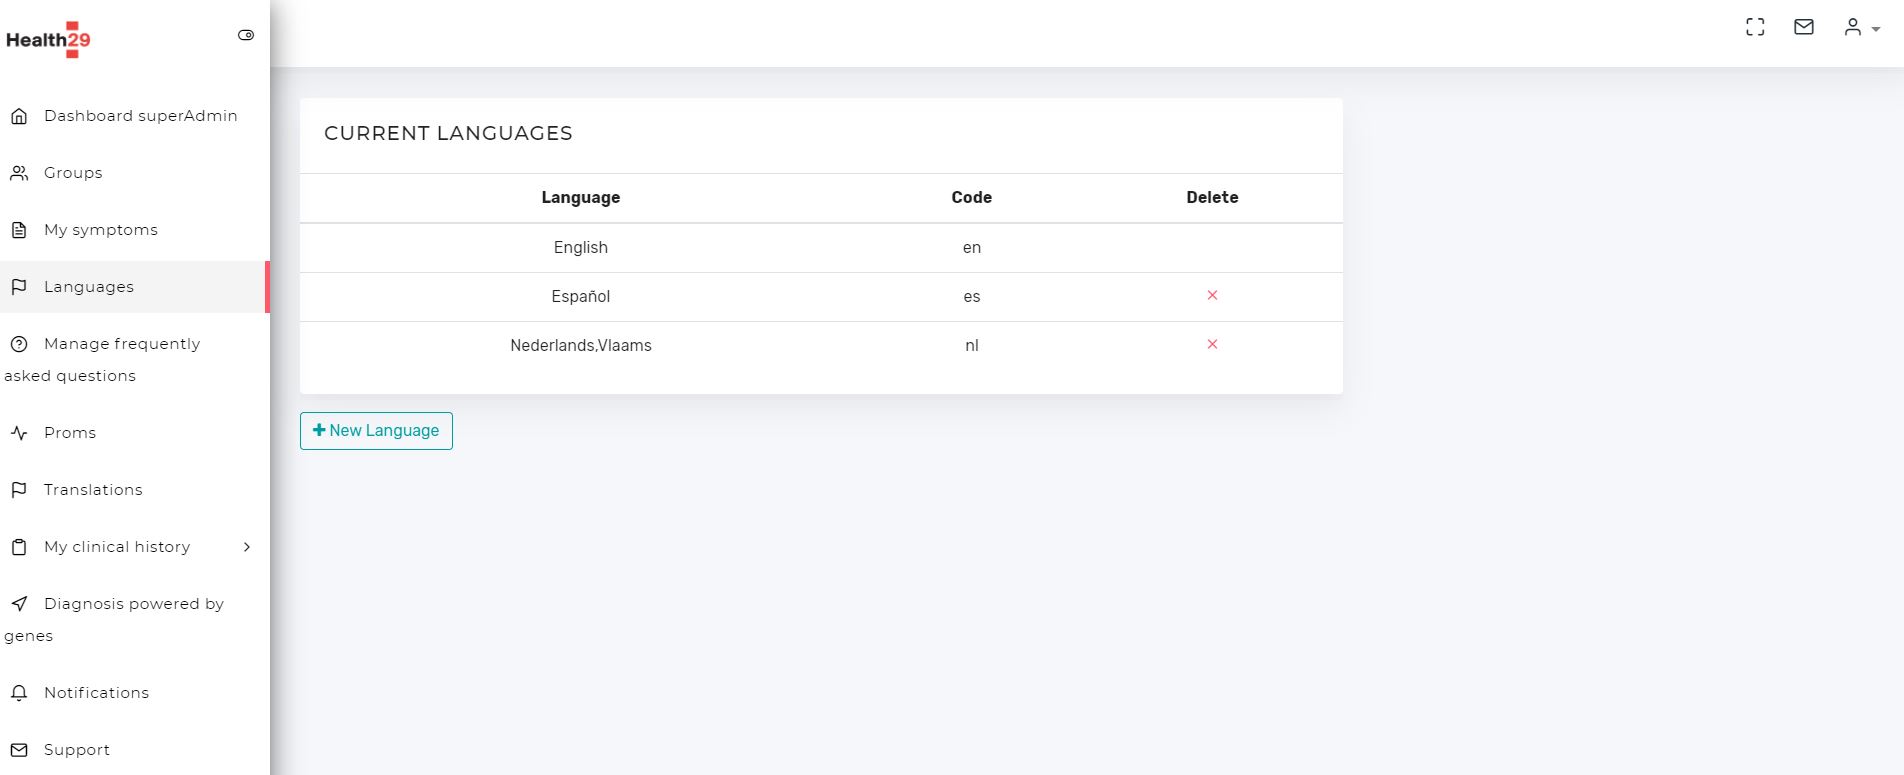 Health29
Dashboard superAdmin
Groups
My symptoms
Languages
Manage frequently
asked questions
Proms
Translations
My clinical history
Diagnosis powered by
genes
Notifications
Support
CURRENT LANGUAGES
Language Code Delete
English en
Español es
Nederlands,Vlaams nl
New Language